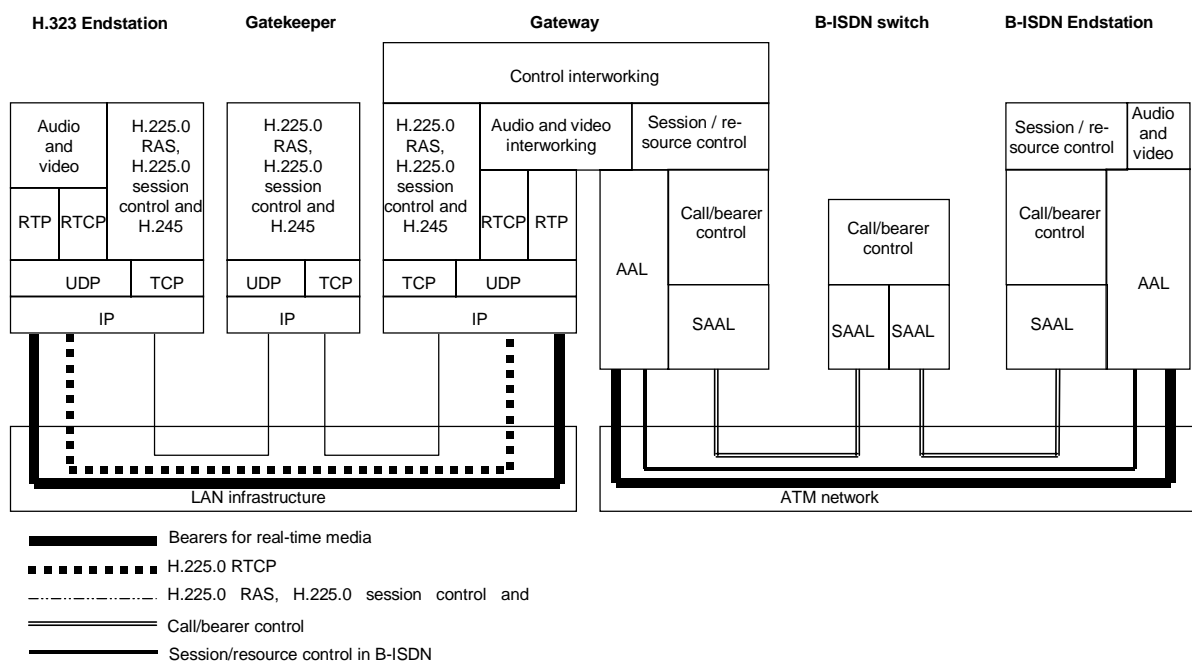 H.323 Endstation
Gatekeeper
Gateway
B-ISDN switch
B-ISDN Endstation
Control interworking
Audio
and
video
H.225.0
RAS,
H.225.0
session
control and
H.245
RTP
RTCP
UDP
TCP
IP
H.225.0
RAS,
H.225.0
session
control and
H.245
UDP
TCP
IP
H.225.0
RAS,
H.225.0
session
control and
H.245
Audio and video
interworking
Session / re-
source control
RTCP
RTP
TCP
UDP
IP
AAL
Call/bearer
control
SAAL
Call/bearer
control
SAAL
SAAL
Session / re-
source control
Audio
and
video
Call/bearer
control
SAAL
AAL
LAN infrastructure
ATM network
Bearers for real-time media
H.225.0 RTCP
H.225.0 RAS, H.225.0 session control and
Call/bearer control
Session/resource control in B-ISDN